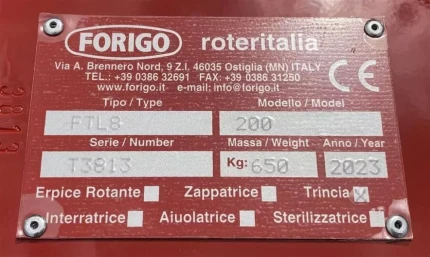 FORIGO roteritalia
Via A. Brennero Nord, 9 Z.I. 46035 Ostiglia (MN) ITALY
TEL.: +39 0386 32691 FAX: +39 0386 31250
www.forigo.it e-mail: info@forigo.it
CE
Tipo / Type Modello / Model
FTL8 200
Serie / Number Massa / Weight Anno / Year
T3813 Kg: 650 2023
Erpice Rotante Zappatrice Trincia
Interratrice Aiuolatrice Sterilizzatrice
3813